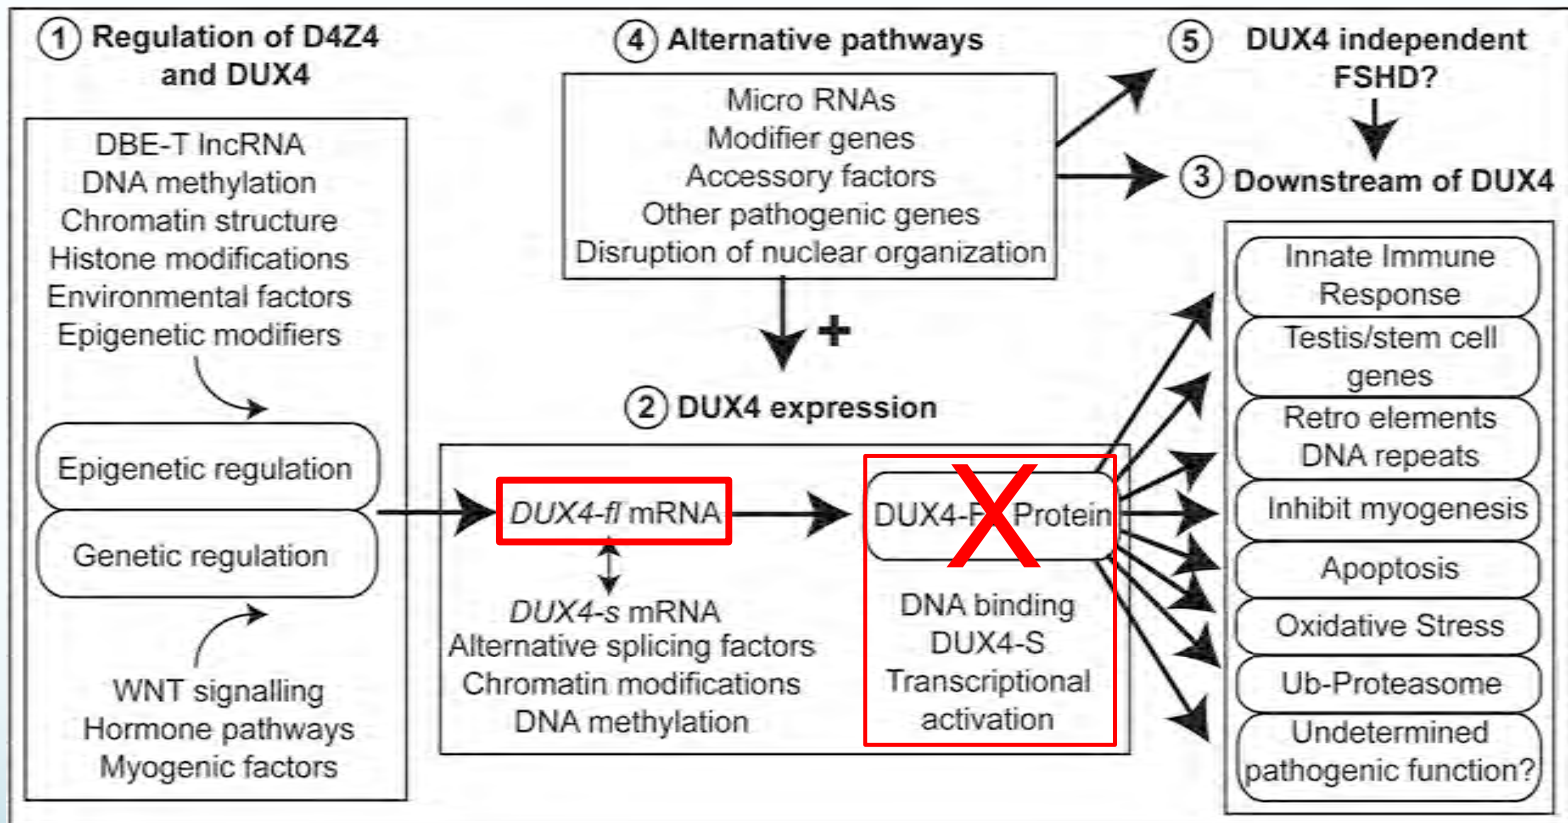 1 Regulation of D4Z4
and DUX4
DBE-T lncRNA
DNA methylation
Chromatin structure
Histone modifications
Environmental factors
Epigenetic modifiers
Epigenetic regulation
Genetic regulation
WNT signalling
Hormone pathways
Myogenic factors
4 Alternative pathways
Micro RNAs
Modifier genes
Accessory factors
Other pathogenic genes
Disruption of nuclear organization
+
2 DUX4 expression
DUX4-fl mRNA
DUX4-s mRNA
Alternative splicing factors
Chromatin modifications
DNA methylation
X
Protein
DNA binding
DUX4-S
Transcriptional
activation
5 DUX4 independent
FSHD?
3 Downstream of DUX4
Innate Immune
Response
Testis/stem cell
genes
Retro elements
DNA repeats
Inhibit myogenesis
Apoptosis
Oxidative Stress
Ub-Proteasome
Undetermined
pathogenic function?